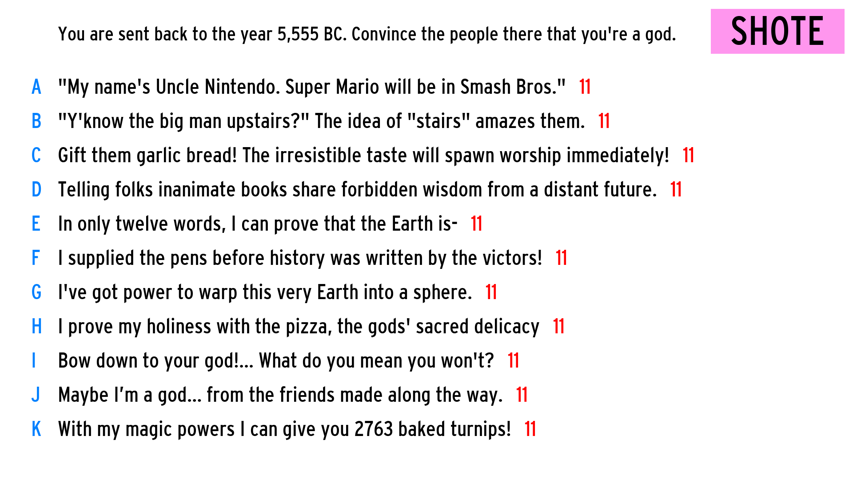 You are sent back to the year 5,555 BC. Convince the people there that you're a god.
SHOTE
A "My name's Uncle Nintendo. Super Mario will be in Smash Bros." 11
B "Y'know the big man upstairs?" The idea of "stairs" amazes them. 11
C Gift them garlic bread! The irresistible taste will spawn worship immediately! 11
D Telling folks inanimate books share forbidden wisdom from a distant future. 11
E In only twelve words, I can prove that the Earth is- 11
F I supplied the pens before history was written by the victors! 11
G I've got power to warp this very Earth into a sphere. 11
H I prove my holiness with the pizza, the gods' sacred delicacy 11
I Bow down to your god!... What do you mean you won't? 11
J Maybe I’m a god... from the friends made along the way. 11
K With my magic powers I can give you 2763 baked turnips! 11